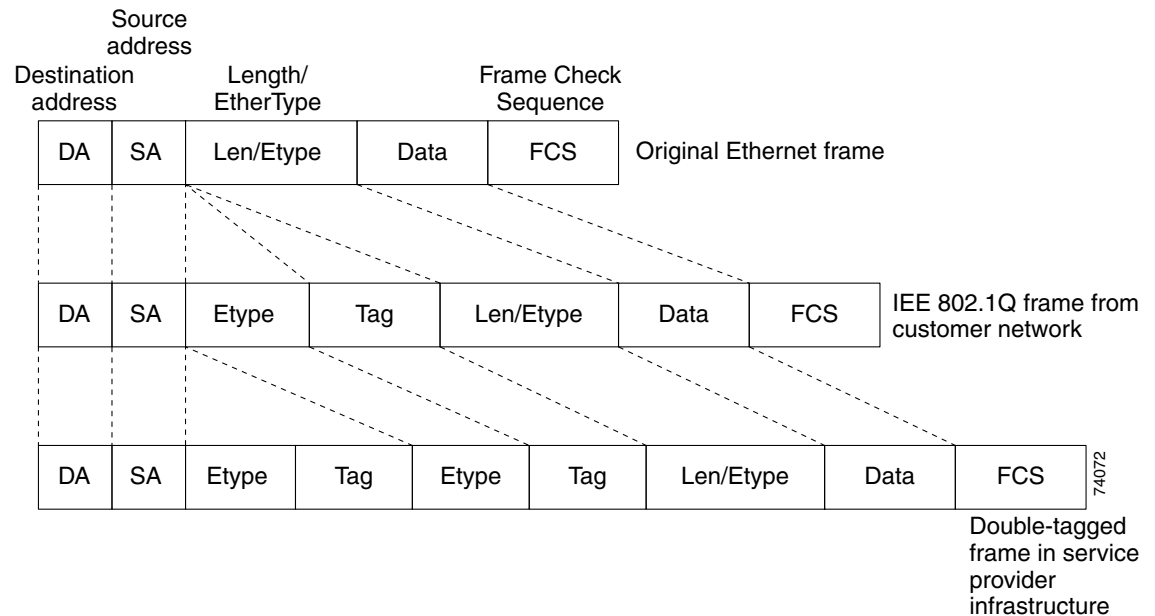 Source
address
Destination
address
Length/
EtherType
Frame Check
Sequence
DA SA Len/Etype Data FCS Original Ethernet frame
DA SA Etype Tag Len/Etype Data FCS IEE 802.1Q frame from
customer network
DA SA Etype Tag Etype Tag Len/Etype Data FCS 74072
Double-tagged
frame in service
provider
infrastructure